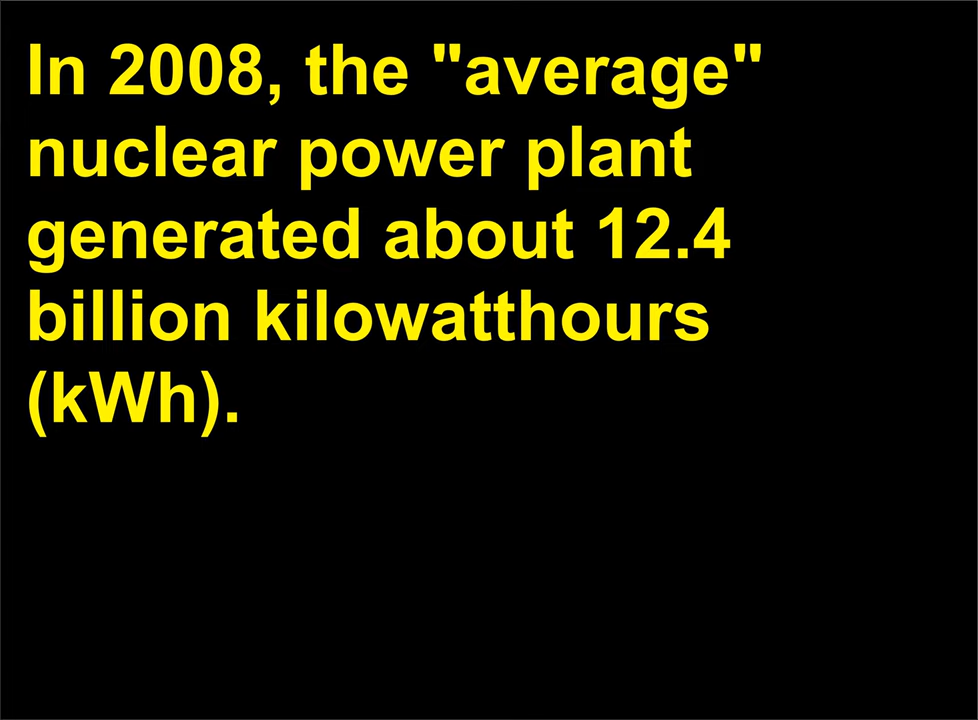 In 2008, the "average"
nuclear power plant
generated about 12.4
billion kilowatthours
(kWh).